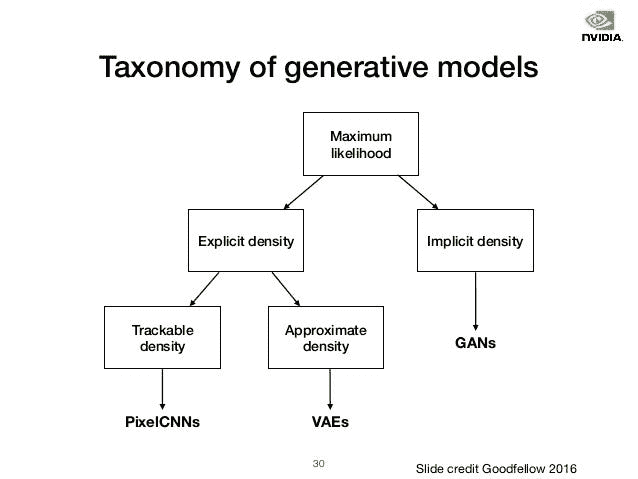 NVIDIA.
Taxonomy of generative models
Maximum
likelihood
Explicit density
Implicit density
Trackable
density
Approximate
density
GANs
PixelCNNs
VAEs
30
Slide credit Goodfellow 2016